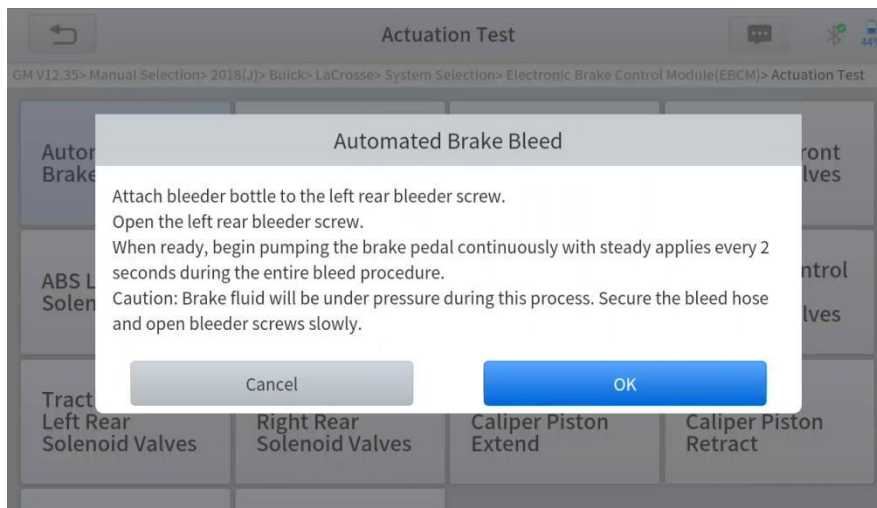 Actuation Test
GM V12.35> Manual Selection> 2018(J)> Buick> LaCrosse> System Selection> Electronic Brake Control Module(EBCM)> Actuation Test
Automated Brake Bleed
Attach bleeder bottle to the left rear bleeder screw.
Open the left rear bleeder screw.
When ready, begin pumping the brake pedal continuously with steady applies every 2
seconds during the entire bleed procedure.
Caution: Brake fluid will be under pressure during this process. Secure the bleed hose
and open bleeder screws slowly.
Cancel
OK
Left Rear
Solenoid Valves
Right Rear
Solenoid Valves
Caliper Piston
Extend
Caliper Piston
Retract